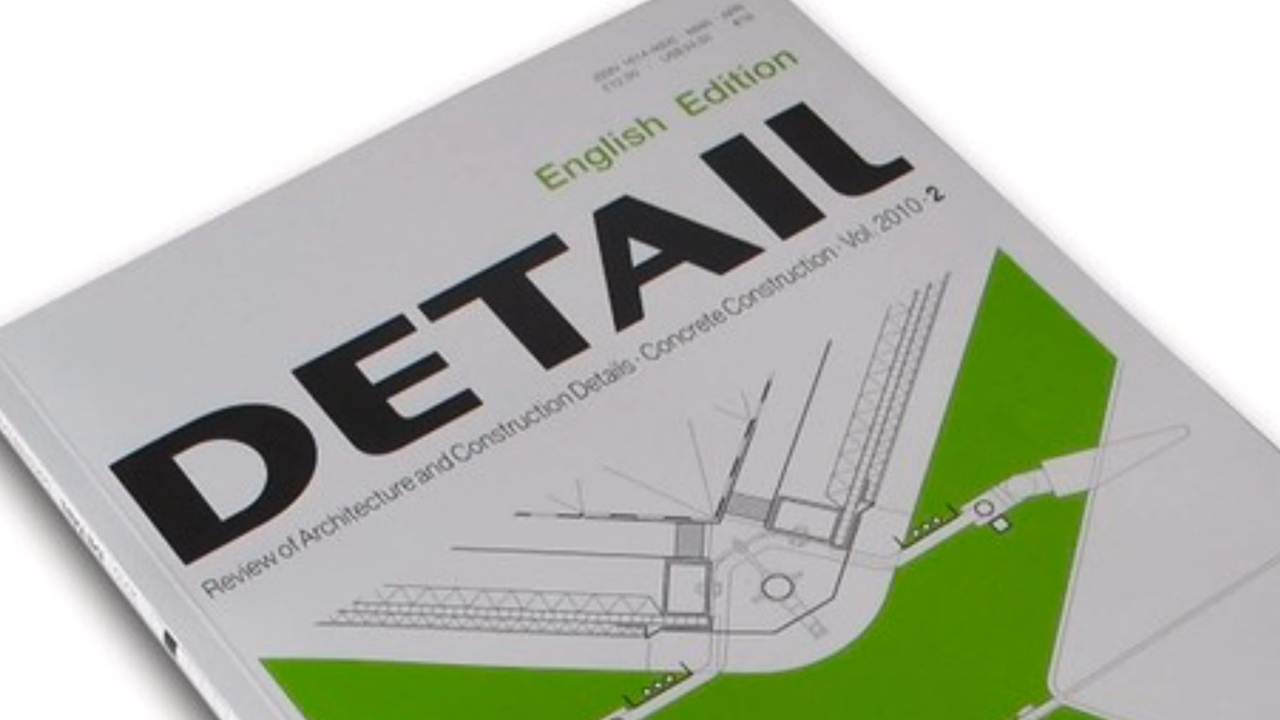 English Edition
DETAIL
Review of Architecture and Construction Details · Concrete Construction · Vol. 2010 · 2